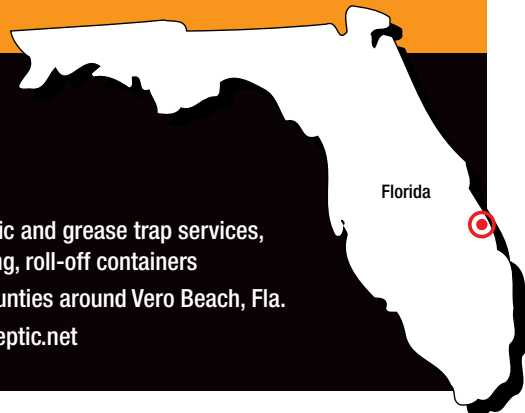 Florida
ic and grease trap services,
ng, roll-off containers
unties around Vero Beach, Fla.
eptic.net